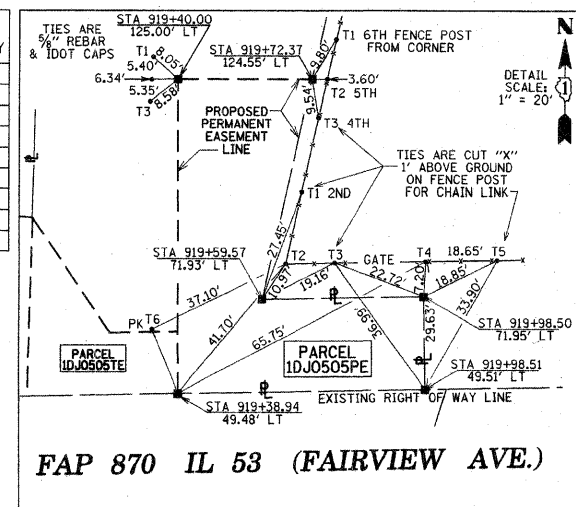 TIES ARE
5/8" REBAR
& IDOT CAPS
STA 919+40.00
125.00' LT
T1
8.05'
5.40'
6.34'
5.35'
8.58'
T3
STA 919+72.37
124.55' LT
9.80'
T1 6TH FENCE POST
FROM CORNER
3.60'
T2 5TH
9.54'
T3 4TH
N
1
DETAIL
SCALE:
1" = 20'
PROPOSED
PERMANENT
EASEMENT
LINE
TIES ARE CUT "X"
1' ABOVE GROUND
ON FENCE POST
FOR CHAIN LINK
T1 2ND
27.45'
STA 919+59.57
71.93' LT
T2
T3
GATE
T4
18.65'
T5
10.97'
19.16'
22.72'
7.20'
18.85'
33.90'
37.10'
PK
T6
41.70'
65.75'
36.99'
29.63'
STA 919+98.50
71.95' LT
PARCEL
1DJ0505TE
PARCEL
1DJ0505PE
STA 919+98.51
49.51' LT
STA 919+38.94
49.48' LT
EXISTING RIGHT OF WAY LINE
FAP 870 IL 53 (FAIRVIEW AVE.)